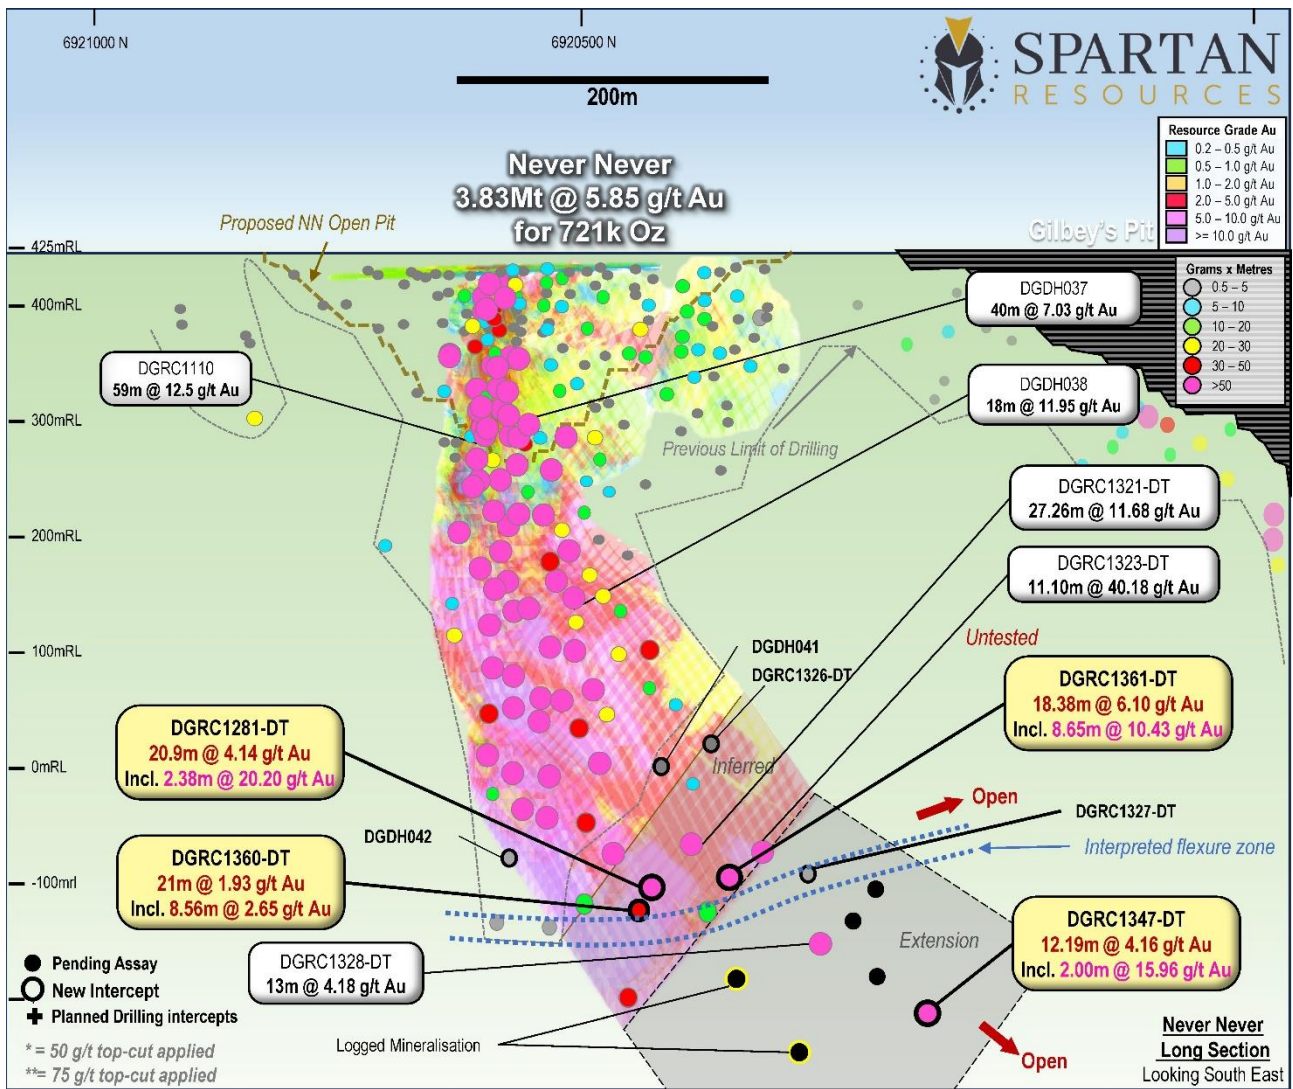 6921000 N
6920500 N
200m
SPARTAN
RESOURCES
Never Never
3.83Mt @ 5.85 g/t Au
for 721k Oz
Proposed NN Open Pit
Gilbey's Pit
Resource Grade Au
0.2 – 0.5 g/t Au
0.5 – 1.0 g/t Au
1.0 – 2.0 g/t Au
2.0 - 5.0 g/t Au
5.0 - 10.0 g/t Au
>= 10.0 g/t Au
Grams x Metres
0.5 – 5
5 – 10
10 – 20
20 – 30
30 – 50
>50
425mRL
400mRL
300mRL
200mRL
100mRL
0mRL
-100mrl
DGDH037
40m @ 7.03 g/t Au
DGRC1110
59m @ 12.5 g/t Au
DGDH038
18m @ 11.95 g/t Au
Previous Limit of Drilling
DGRC1321-DT
27.26m @ 11.68 g/t Au
DGRC1323-DT
11.10m @ 40.18 g/t Au
Untested
DGDH041
DGRC1326-DT
DGRC1361-DT
18.38m @ 6.10 g/t Au
Incl. 8.65m @ 10.43 g/t Au
DGRC1281-DT
20.9m @ 4.14 g/t Au
Incl. 2.38m @ 20.20 g/t Au
Inferred
Open
DGRC1327-DT
DGDH042
Interpreted flexure zone
DGRC1360-DT
21m @ 1.93 g/t Au
Incl. 8.56m @ 2.65 g/t Au
Extension
DGRC1347-DT
12.19m @ 4.16 g/t Au
Incl. 2.00m @ 15.96 g/t Au
DGRC1328-DT
13m @ 4.18 g/t Au
Pending Assay
New Intercept
Planned Drilling intercepts
* = 50 g/t top-cut applied
**= 75 g/t top-cut applied
Logged Mineralisation
Open
Never Never
Long Section
Looking South East